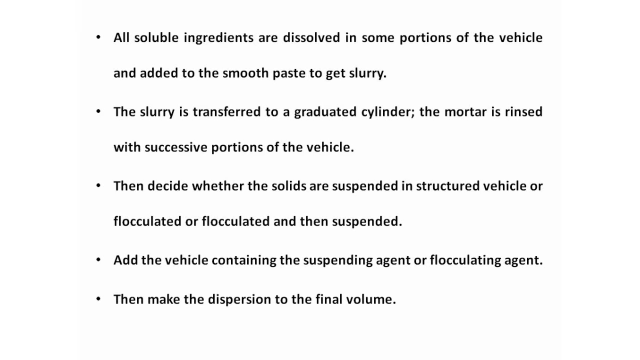 • All soluble ingredients are dissolved in some portions of the vehicle
and added to the smooth paste to get slurry.
• The slurry is transferred to a graduated cylinder; the mortar is rinsed
with successive portions of the vehicle.
• Then decide whether the solids are suspended in structured vehicle or
flocculated or flocculated and then suspended.
• Add the vehicle containing the suspending agent or flocculating agent.
• Then make the dispersion to the final volume.